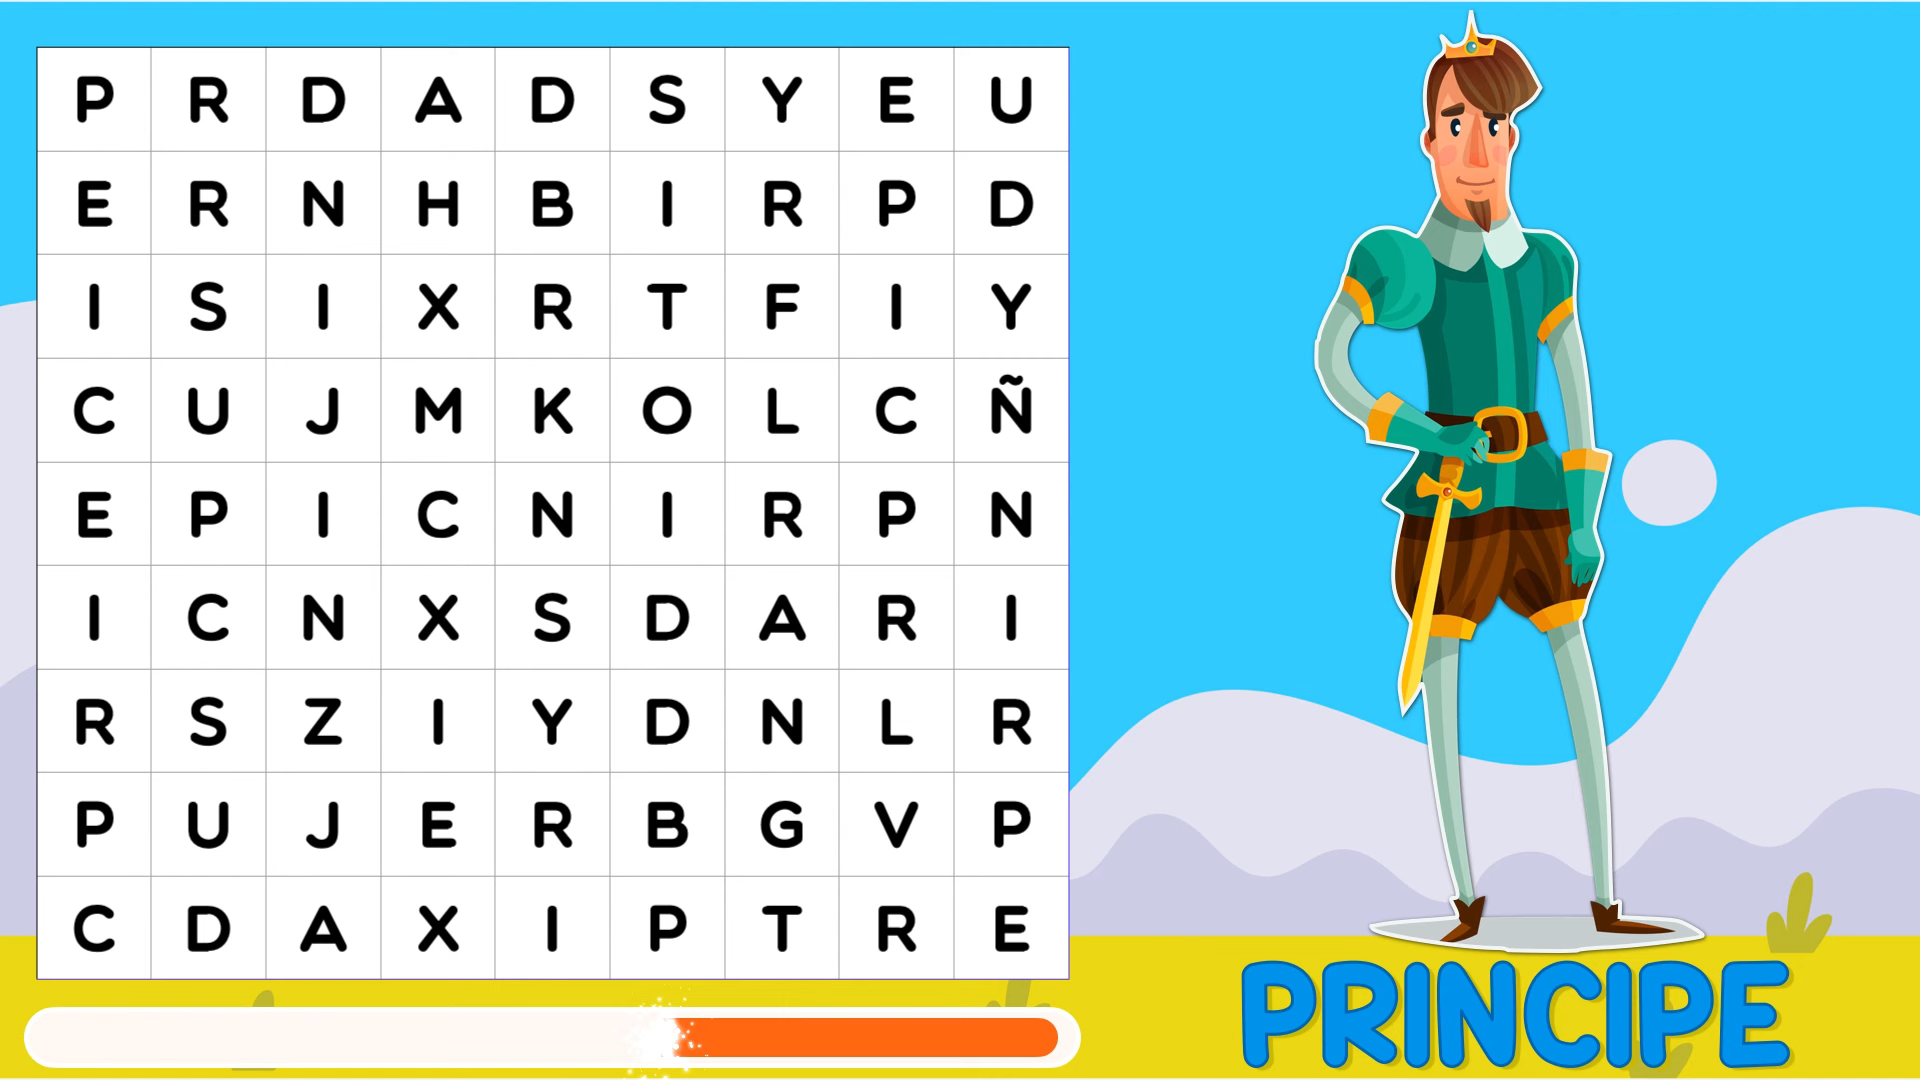 P R D A D S Y E U
E R N H B I R P D
I S I X R T F I Y
C U J M K O L C Ñ
E P I C N I R P N
I C N X S D A R I
R S Z I Y D N L R
P U J E R B G V P
C D A X I P T R E
PRINCIPE